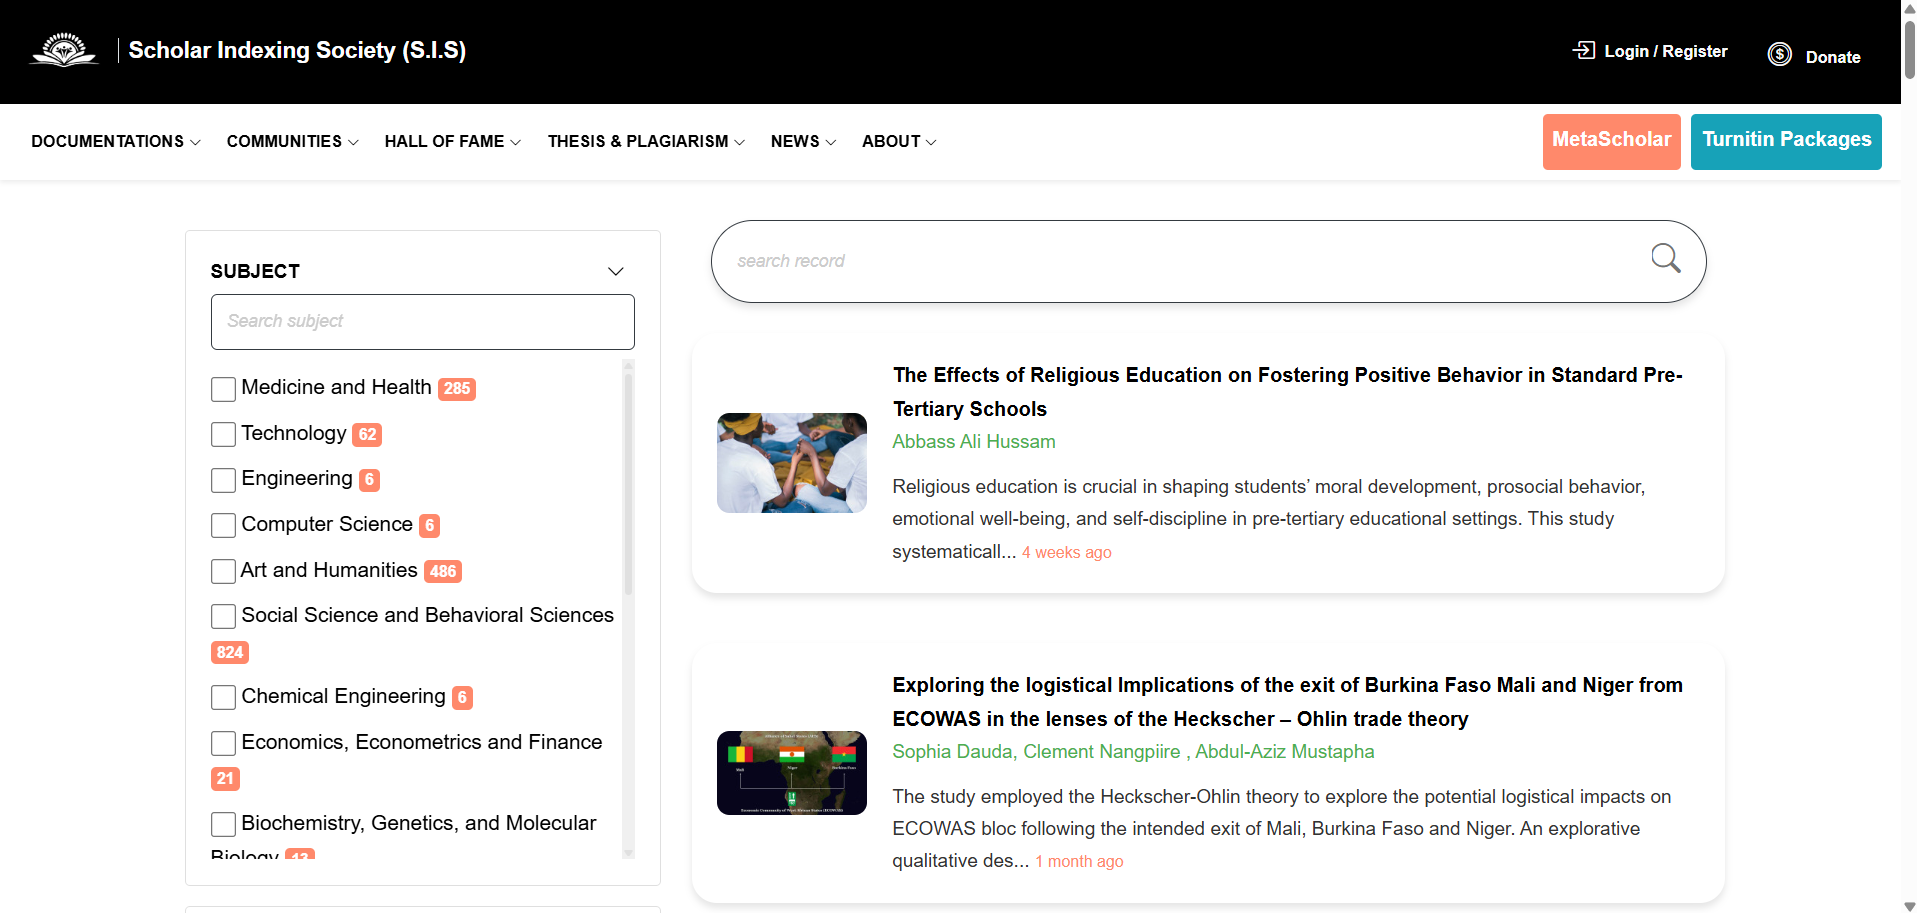 Scholar Indexing Society (S.I.S)
Login / Register
Donate
DOCUMENTATIONS
COMMUNITIES
HALL OF FAME
THESIS & PLAGIARISM
NEWS
ABOUT
MetaScholar
Turnitin Packages
SUBJECT
Search subject
Medicine and Health 285
Technology 62
Engineering 6
Computer Science 6
Art and Humanities 486
Social Science and Behavioral Sciences
824
Chemical Engineering 6
Economics, Econometrics and Finance
21
Biochemistry, Genetics, and Molecular
Biology 13
search record
The Effects of Religious Education on Fostering Positive Behavior in Standard Pre-
Tertiary Schools
Abbass Ali Hussam
Religious education is crucial in shaping students’ moral development, prosocial behavior,
emotional well-being, and self-discipline in pre-tertiary educational settings. This study
systematicall... 4 weeks ago
Exploring the logistical Implications of the exit of Burkina Faso Mali and Niger from
ECOWAS in the lenses of the Heckscher – Ohlin trade theory
Sophia Dauda, Clement Nangpiire , Abdul-Aziz Mustapha
Mali
Niger
Burkina Faso
The study employed the Heckscher-Ohlin theory to explore the potential logistical impacts on
ECOWAS bloc following the intended exit of Mali, Burkina Faso and Niger. An explorative
qualitative des... 1 month ago